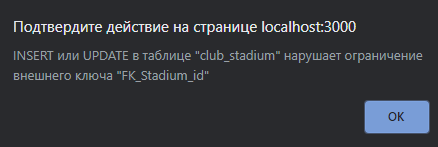 Подтвердите действие на странице localhost:3000
INSERT или UPDATE в таблице "club_stadium" нарушает ограничение
внешнего ключа "FK_Stadium_id"
ОК